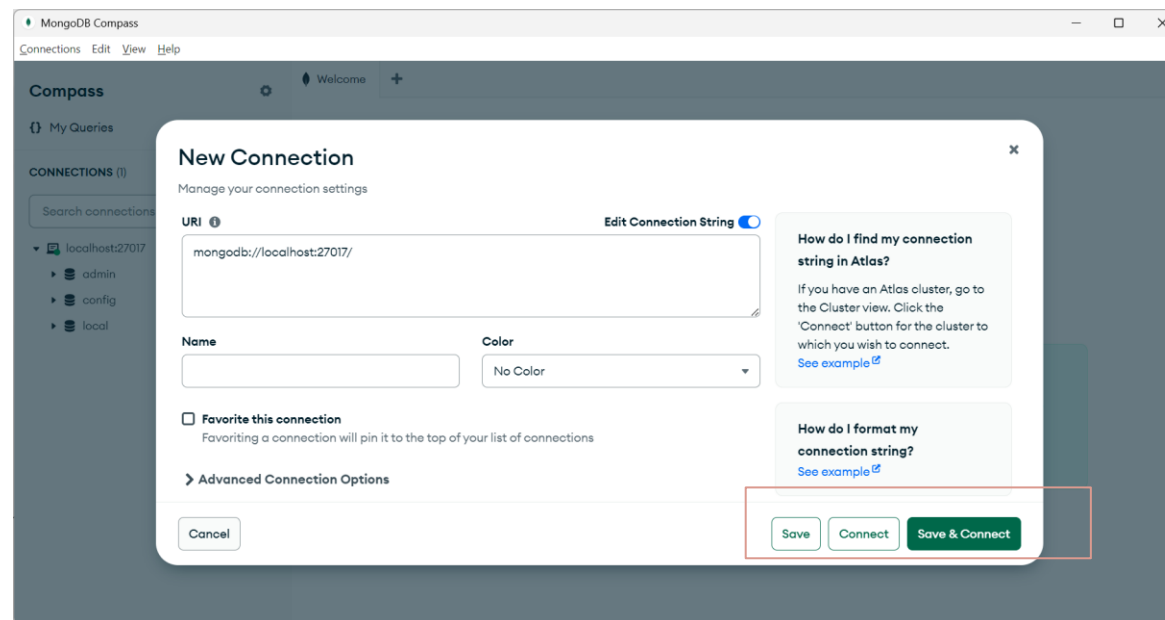 MongoDB Compass
Connections Edit View Help
Compass
Welcome
{} My Queries
CONNECTIONS (1)
Search connections
localhost:27017
admin
config
local
New Connection
Manage your connection settings
URI
Edit Connection String
mongodb://localhost:27017/
Name
Color
No Color
Favorite this connection
Favoriting a connection will pin it to the top of your list of connections
Advanced Connection Options
How do I find my connection
string in Atlas?
If you have an Atlas cluster, go to
the Cluster view. Click the
'Connect' button for the cluster to
which you wish to connect.
See example
How do I format my
connection string?
See example
Cancel
Save
Connect
Save & Connect